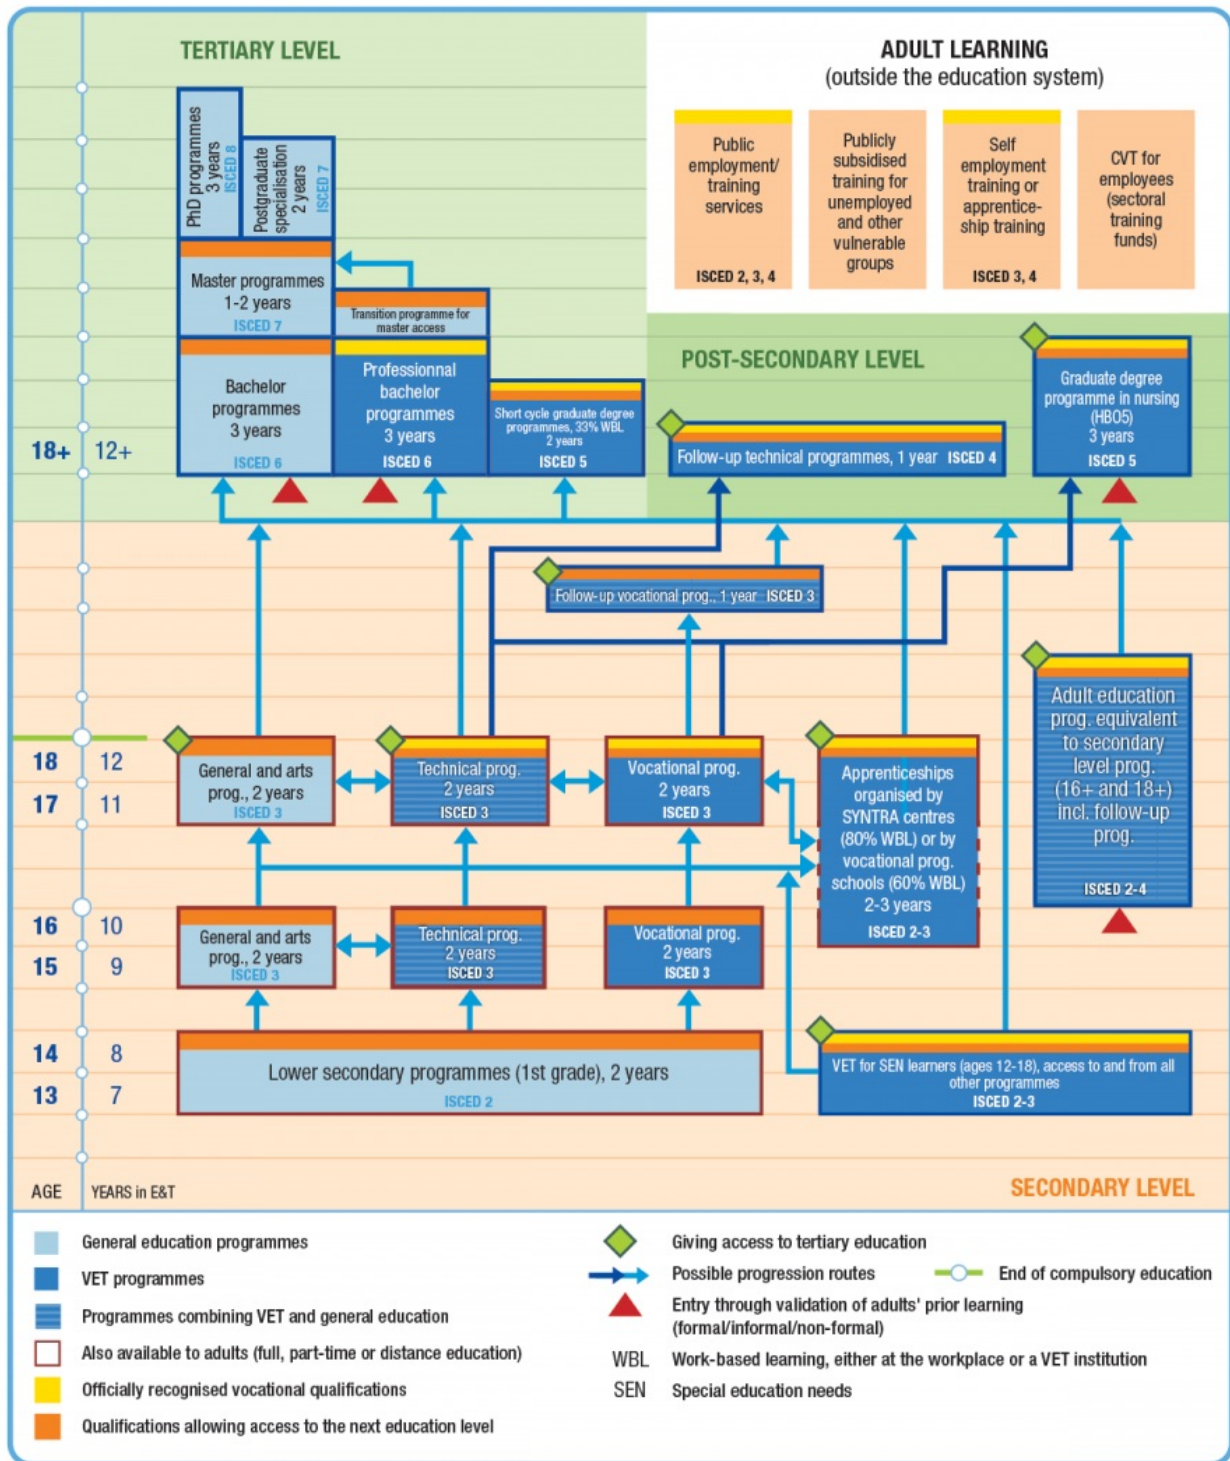 TERTIARY LEVEL
ADULT LEARNING
(outside the education system)
Public
employment/
training
services
ISCED 2, 3, 4
Publicly
subsidised
training for
unemployed
and other
vulnerable
groups
Self
employment
training or
apprentice-
ship training
ISCED 3, 4
CVT for
employees
(sectoral
training
funds)
PhD programmes
3 years
ISCED 8
Postgraduate
specialisation
2 years
ISCED 7
Master programmes
1-2 years
ISCED 7
Transition programme for
master access
Bachelor
programmes
3 years
ISCED 6
Professionnal
bachelor
programmes
3 years
ISCED 6
Short cycle graduate degree
programmes, 33% WBL
2 years
ISCED 5
POST-SECONDARY LEVEL
Follow-up technical programmes, 1 year ISCED 4
Graduate degree
programme in nursing
(HBO5)
3 years
ISCED 5
18+ 12+
Follow-up vocational prog., 1 year ISCED 3
Adult education
prog. equivalent
to secondary
level prog.
(16+ and 18+)
incl. follow-up
prog.
ISCED 2-4
18 12
17 11
General and arts
prog., 2 years
ISCED 3
Technical prog.
2 years
ISCED 3
Vocational prog.
2 years
ISCED 3
Apprenticeships
organised by
SYNTRA centres
(80% WBL) or by
vocational prog.
schools (60% WBL)
2-3 years
ISCED 2-3
16 10
15 9
General and arts
prog., 2 years
ISCED 3
Technical prog.
2 years
ISCED 3
Vocational prog.
2 years
ISCED 3
14 8
13 7
Lower secondary programmes (1st grade), 2 years
ISCED 2
VET for SEN learners (ages 12-18), access to and from all
other programmes
ISCED 2-3
AGE YEARS in E&T
SECONDARY LEVEL
General education programmes
VET programmes
Programmes combining VET and general education
Also available to adults (full, part-time or distance education)
Officially recognised vocational qualifications
Qualifications allowing access to the next education level
Giving access to tertiary education
Possible progression routes
End of compulsory education
Entry through validation of adults' prior learning
(formal/informal/non-formal)
WBL Work-based learning, either at the workplace or a VET institution
SEN Special education needs